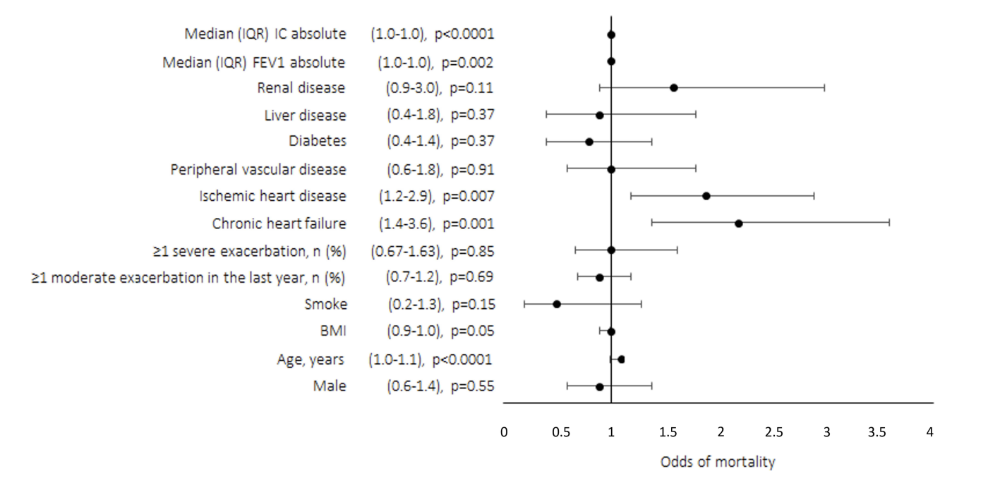 Median (IQR) IC absolute (1.0-1.0), p<0.0001
Median (IQR) FEV1 absolute (1.0-1.0), p=0.002
Renal disease (0.9-3.0), p=0.11
Liver disease (0.4-1.8), p=0.37
Diabetes (0.4-1.4), p=0.37
Peripheral vascular disease (0.6-1.8), p=0.91
Ischemic heart disease (1.2-2.9), p=0.007
Chronic heart failure (1.4-3.6), p=0.001
≥1 severe exacerbation, n (%) (0.67-1.63), p=0.85
≥1 moderate exacerbation in the last year, n (%) (0.7-1.2), p=0.69
Smoke (0.2-1.3), p=0.15
BMI (0.9-1.0), p=0.05
Age, years (1.0-1.1), p<0.0001
Male (0.6-1.4), p=0.55
0 0.5 1 1.5 2 2.5 3 3.5 4
Odds of mortality